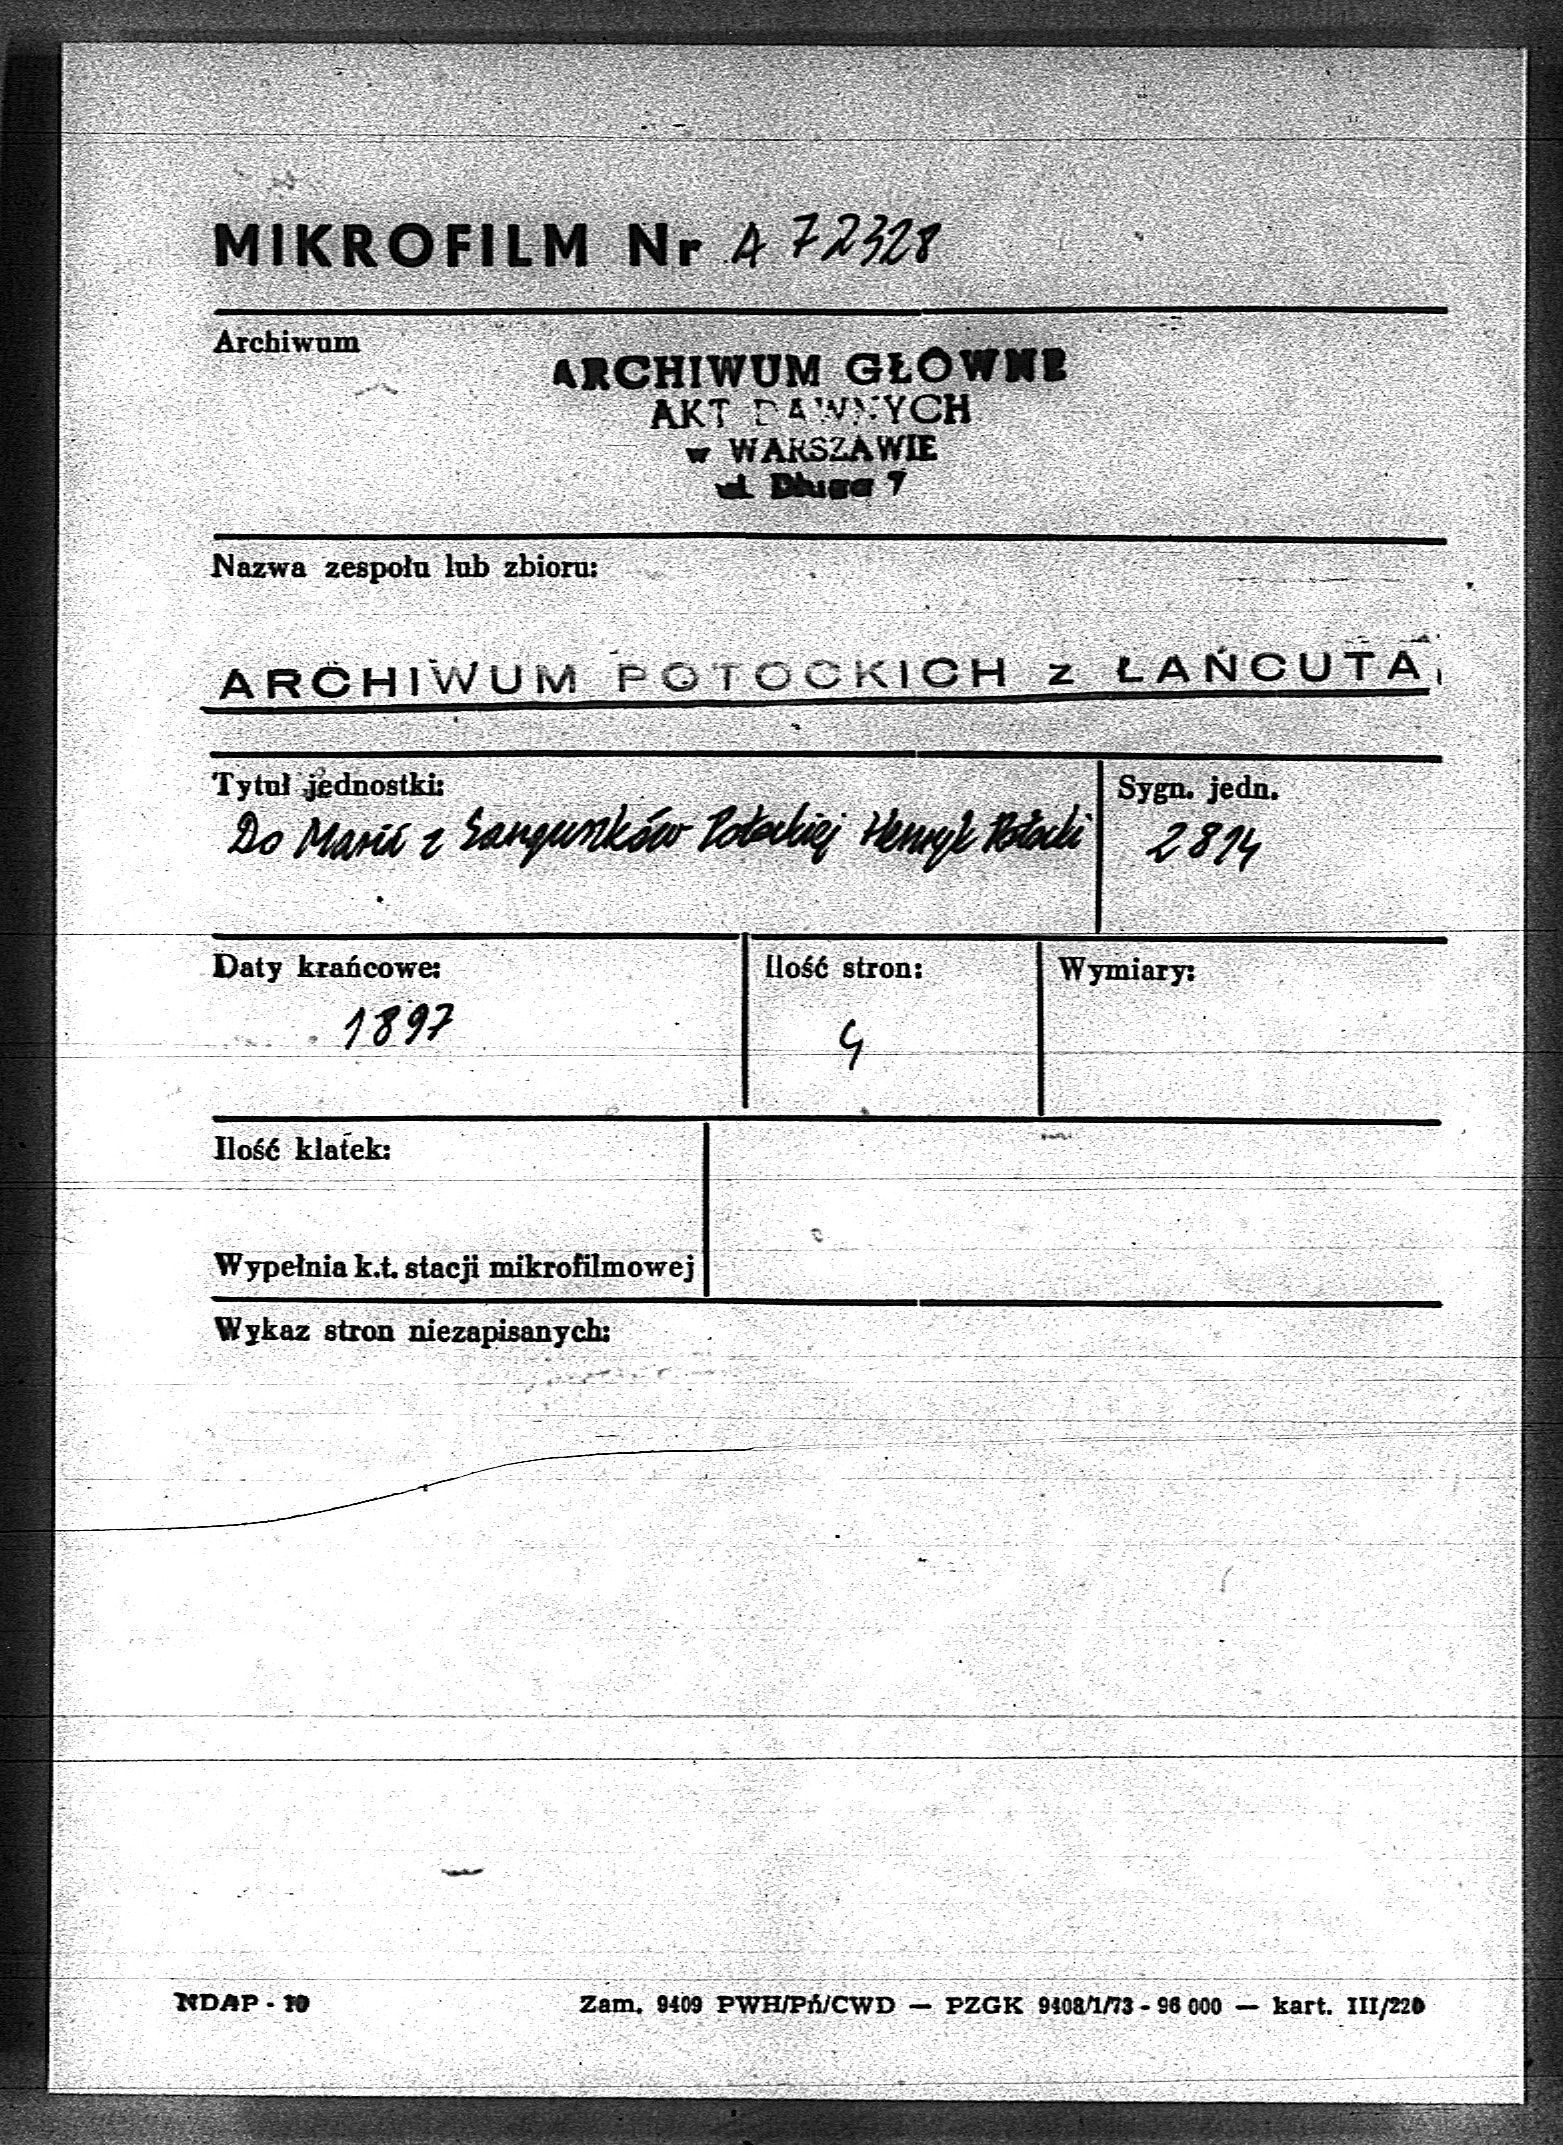 MIKROFILM Nr A 72328
Archiwum
ARCHIWUM GŁÓWNE
AKT DAWNYCH
w WARSZAWIE
ul. Długa 7
Nazwa zespołu lub zbioru:
ARCHIWUM POTOCKICH z ŁAŃCUTA
Tytuł jednostki:
Sygn. jedn.
Do Marii z Sanguszków Potockiej Henryk Potocki
2814
Daty krańcowe:
Ilość stron:
Wymiary:
1897
4
Ilość klatek:
Wypełnia k.t. stacji mikrofilmowej
Wykaz stron niezapisanych:
NDAP - 10
Zam. 9409 PWH/Pń/CWD — PZGK 9408/1/73 - 96 000 — kart. III/220